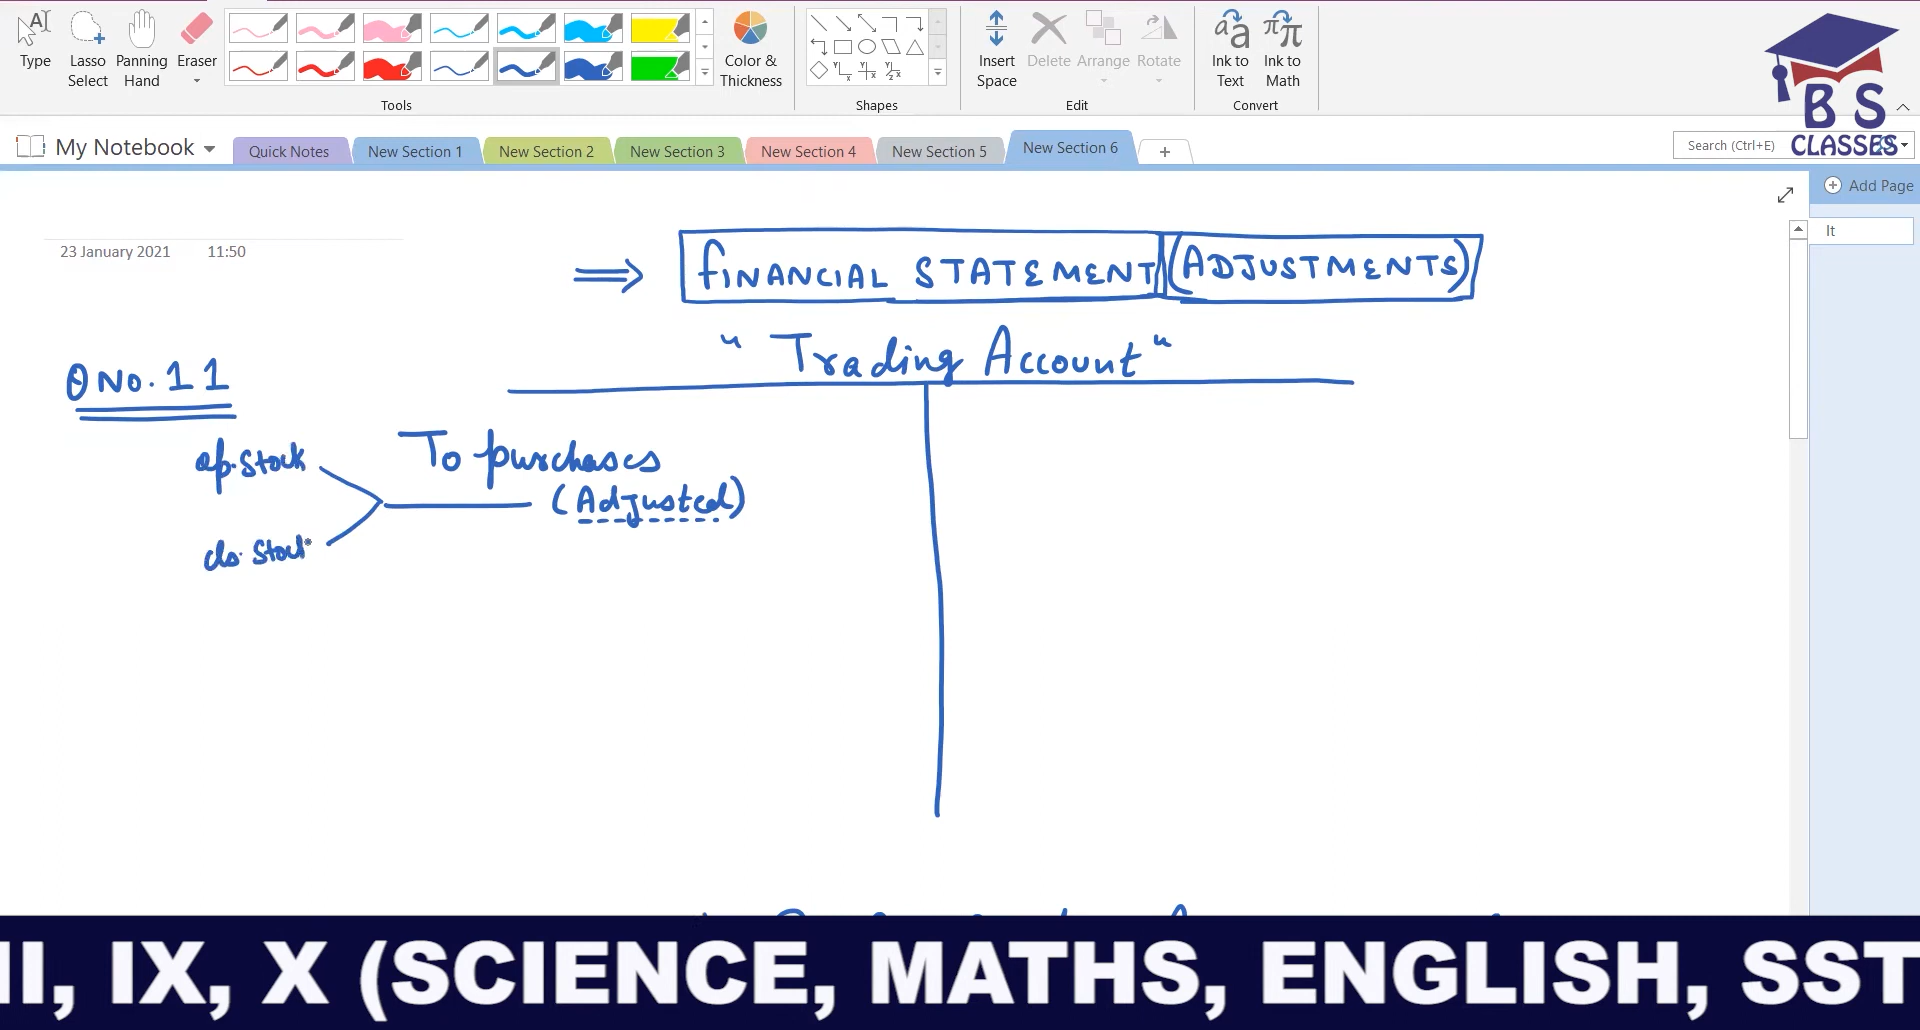 Type
Lasso Select
Panning Hand
Eraser
Color & Thickness
Insert Space
Delete
Arrange
Rotate
Ink to Text
Ink to Math
Tools
Shapes
Edit
Convert
BS
CLASSES
My Notebook
Quick Notes
New Section 1
New Section 2
New Section 3
New Section 4
New Section 5
New Section 6
Search (Ctrl+E)
Add Page
It
23 January 2021 11:50
⇒ FINANCIAL STATEMENT (ADJUSTMENTS)
" Trading Account "
Q No. 11
op. Stock
To purchases
(Adjusted)
clo. Stock
II, IX, X (SCIENCE, MATHS, ENGLISH, SST